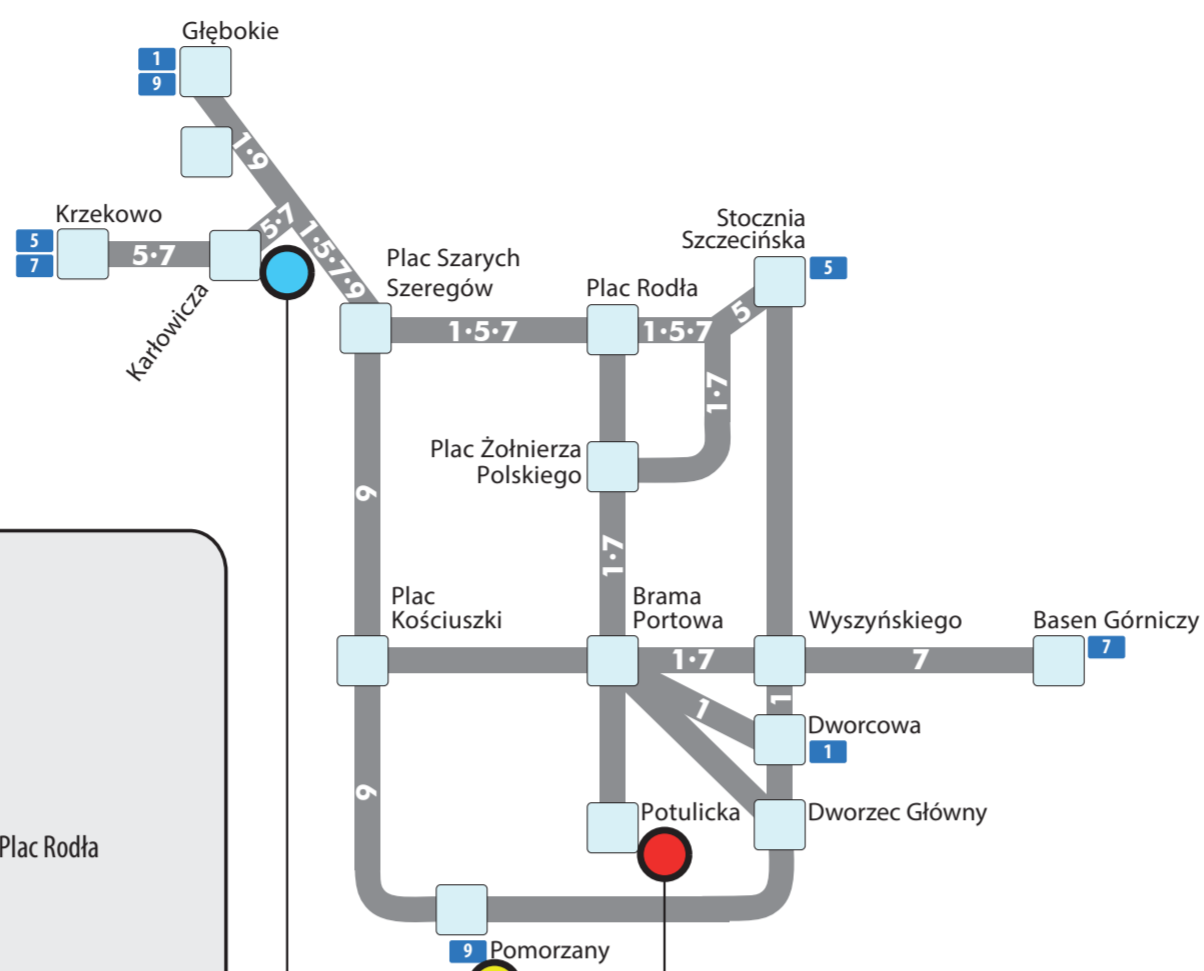 Głębokie
1
9
1·9
Krzekowo
5
7
5·7
5·7
1·5·7·9
Karłowicza
Plac Szarych
Szeregów
Stocznia
Szczecińska
5
Plac Rodła
1·5·7
1·5·7
5
1·7
Plac Żołnierza
Polskiego
9
1·7
Plac
Kościuszki
Brama
Portowa
Wyszyńskiego
Basen Górniczy
7
1·7
7
1
1
Dworcowa
1
9
Potulicka
Dworzec Główny
Plac Rodła
9
Pomorzany